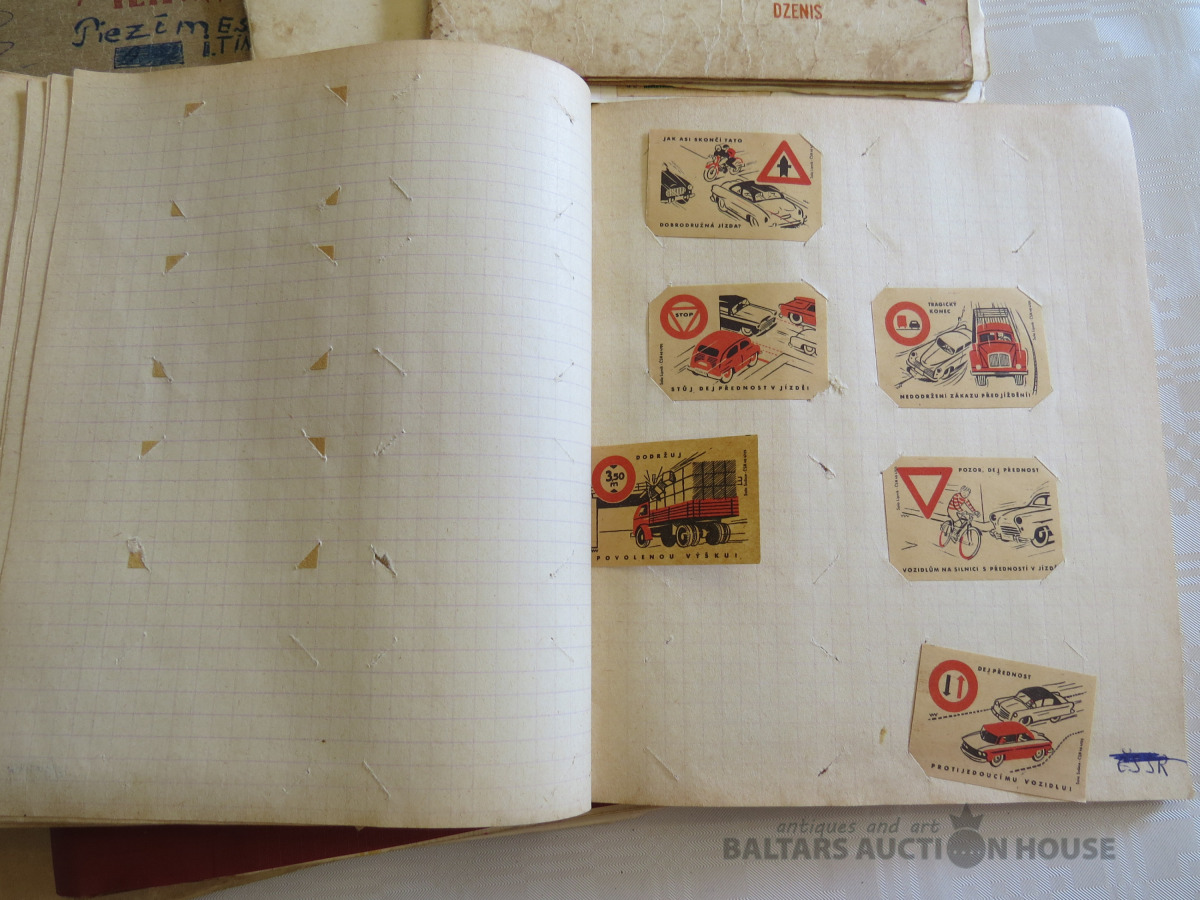 Piezīmes
DZENIS
JAK ASI SKONČÍ TATO
DOBRODRUŽNÁ JÍZDA?
STOP
STŮJ, DEJ PŘEDNOST V JÍZDĚ!
TRAGICKÝ
KONEC
NEDODRŽENÍ ZÁKAZU PŘEDJÍŽDĚNÍ!
DODRŽUJ
3,50
m
POVOLENOU VÝŠKU!
POZOR, DEJ PŘEDNOST
VOZIDLŮM NA SILNICI S PŘEDNOSTÍ V JÍZDĚ
DEJ PŘEDNOST
PROTIJEDOUCÍMU VOZIDLU!
ČSSR
antiques and art
BALTARS AUCTION HOUSE